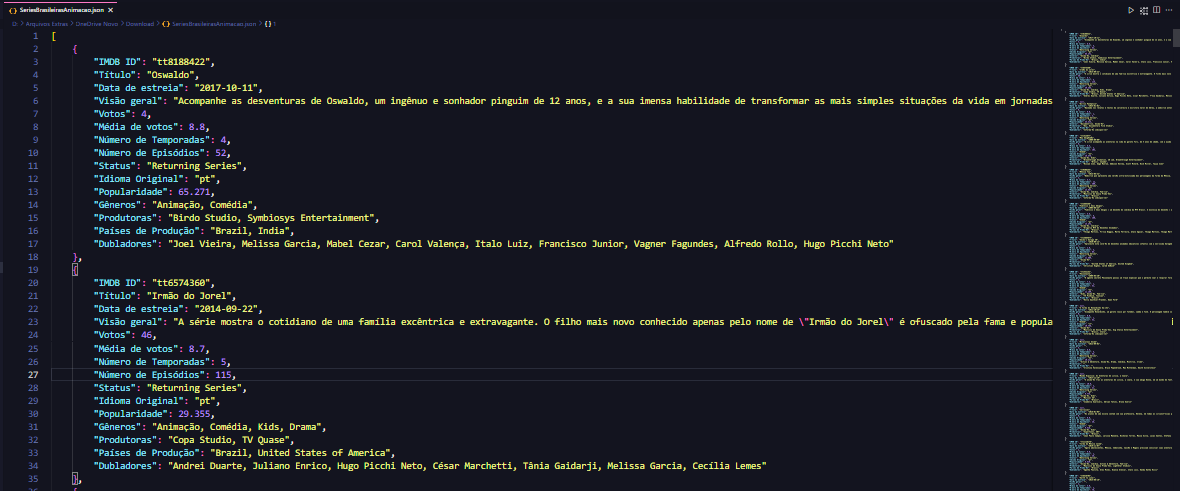 SeriesBrasileirasAnimacao.json
D: > Arquivos Extras > OneDrive Novo > Download > SeriesBrasileirasAnimacao.json > {} 1
1 [
2 {
3 "IMDB ID": "tt8188422",
4 "Título": "Oswaldo",
5 "Data de estreia": "2017-10-11",
6 "Visão geral": "Acompanhe as desventuras de Oswaldo, um ingênuo e sonhador pinguim de 12 anos, e a sua imensa habilidade de transformar as mais simples situações da vida em jornadas
7 "Votos": 4,
8 "Média de votos": 8.8,
9 "Número de Temporadas": 4,
10 "Número de Episódios": 52,
11 "Status": "Returning Series",
12 "Idioma Original": "pt",
13 "Popularidade": 65.271,
14 "Gêneros": "Animação, Comédia",
15 "Produtoras": "Birdo Studio, Symbiosys Entertainment",
16 "Países de Produção": "Brazil, India",
17 "Dubladores": "Joel Vieira, Melissa Garcia, Mabel Cezar, Carol Valença, Italo Luiz, Francisco Junior, Vagner Fagundes, Alfredo Rollo, Hugo Picchi Neto"
18 },
19 {
20 "IMDB ID": "tt6574360",
21 "Título": "Irmão do Jorel",
22 "Data de estreia": "2014-09-22",
23 "Visão geral": "A série mostra o cotidiano de uma família excêntrica e extravagante. O filho mais novo conhecido apenas pelo nome de \"Irmão do Jorel\" é ofuscado pela fama e popula
24 "Votos": 46,
25 "Média de votos": 8.7,
26 "Número de Temporadas": 5,
27 "Número de Episódios": 115,
28 "Status": "Returning Series",
29 "Idioma Original": "pt",
30 "Popularidade": 29.355,
31 "Gêneros": "Animação, Comédia, Kids, Drama",
32 "Produtoras": "Copa Studio, TV Quase",
33 "Países de Produção": "Brazil, United States of America",
34 "Dubladores": "Andrei Duarte, Juliano Enrico, Hugo Picchi Neto, César Marchetti, Tânia Gaidarji, Melissa Garcia, Cecília Lemes"
35 },